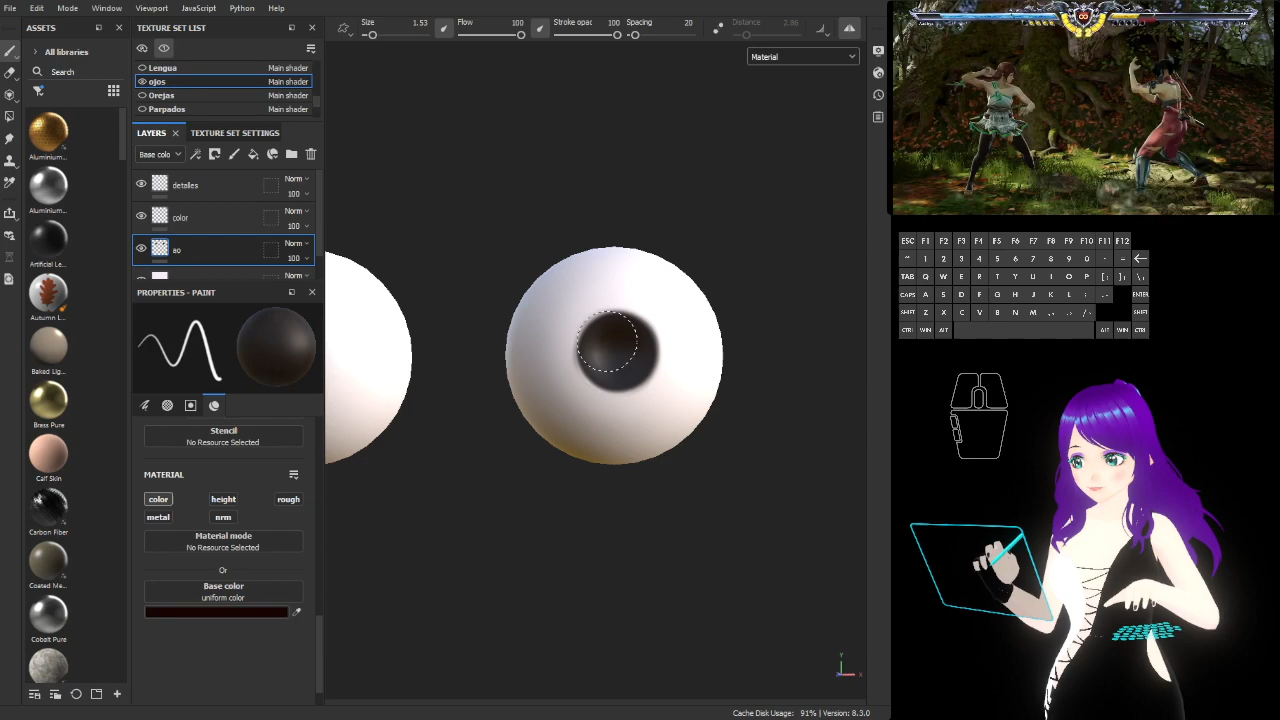 File Edit Mode Window Viewport JavaScript Python Help
ASSETS
All libraries
Search
Aluminium...
Aluminium...
Artificial Le...
Autumn L...
Baked Lig...
Brass Pure
Calf Skin
Carbon Fiber
Coated Me...
Cobalt Pure
TEXTURE SET LIST
Lengua Main shader
ojos Main shader
Orejas Main shader
Parpados Main shader
LAYERS TEXTURE SET SETTINGS
Base colo
detalles Norm
100
color Norm
100
ao Norm
100
Norm
PROPERTIES - PAINT
Stencil
No Resource Selected
MATERIAL
color height rough
metal nrm
Material mode
No Resource Selected
Or
Base color
uniform color
Size 1.53 Flow 100 Stroke opac 100 Spacing 20 Distance 2.86
Material
Y
X
Cache Disk Usage: 91% | Version: 8.3.0
ESC F1 F2 F3 F4 F5 F6 F7 F8 F9 F10 F11 F12
~ 1 2 3 4 5 6 7 8 9 0 - =
TAB Q W E R T Y U I O P [ ; ] ; \
CAPS A S D F G H J K L ENTER
SHIFT Z X C V B N M SHIFT
CTRL WIN ALT ALT WIN CTRL